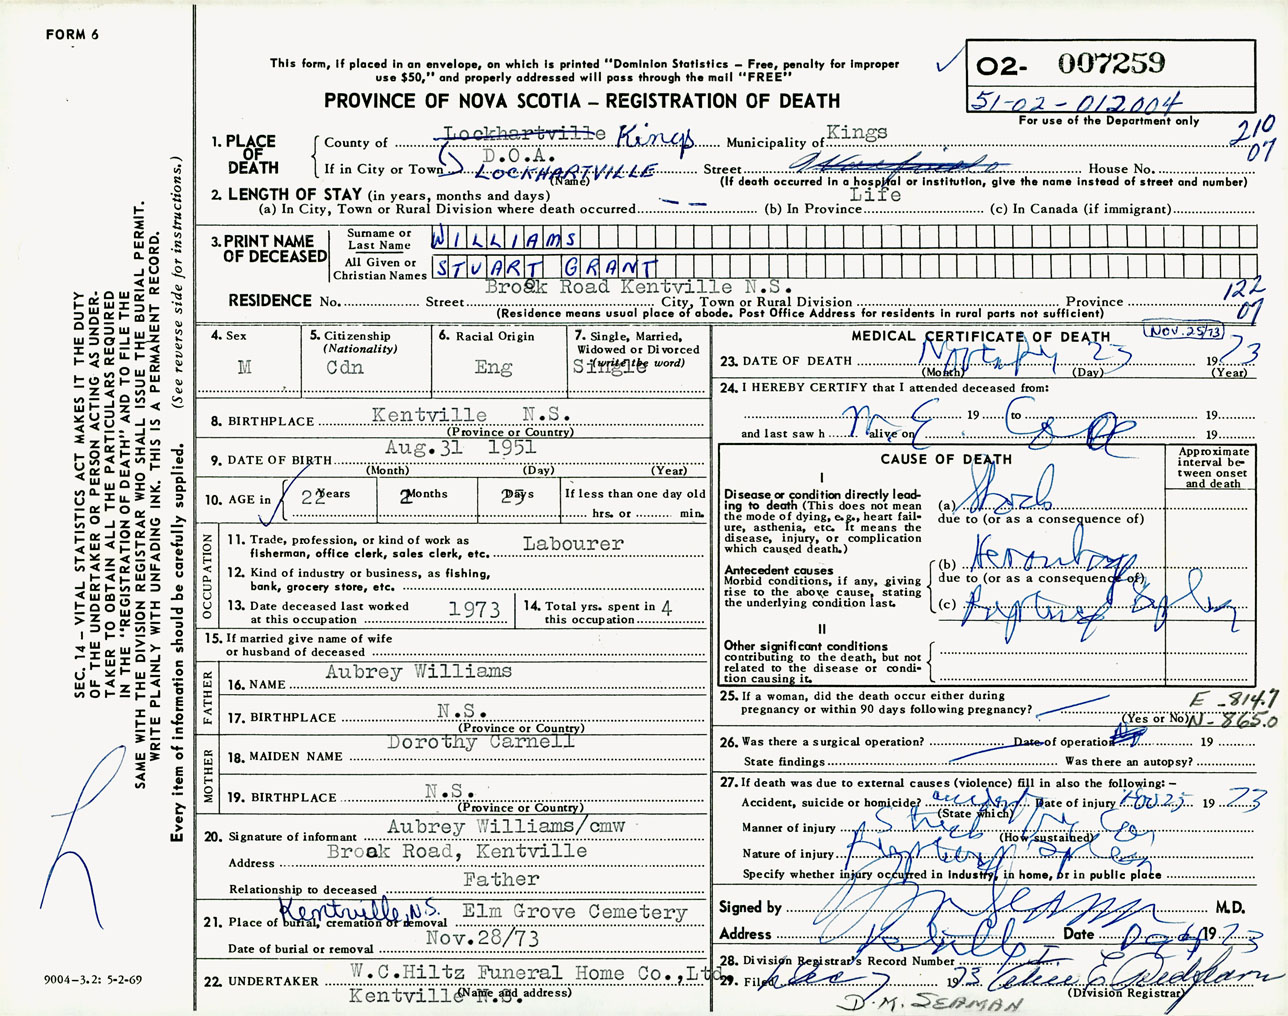 FORM 6
This form, if placed in an envelope, on which is printed "Dominion Statistics – Free, penalty for improper
use $50," and properly addressed will pass through the mail "FREE"
PROVINCE OF NOVA SCOTIA – REGISTRATION OF DEATH
O2- 007259
51-02-012004
For use of the Department only
210
07
1. PLACE OF DEATH
County of Lockhartville Kings Municipality of Kings
D.O.A.
If in City or Town LOCKHARTVILLE Street House No.
(Name) (If death occurred in a hospital or institution, give the name instead of street and number)
2. LENGTH OF STAY (in years, months and days)
(a) In City, Town or Rural Division where death occurred -- (b) In Province Life (c) In Canada (if immigrant)
3. PRINT NAME OF DECEASED
Surname or Last Name WILLIAMS
All Given or Christian Names STUART GRANT
Brook Road Kentville N.S.
RESIDENCE No. Street City, Town or Rural Division Province
122
07
(Residence means usual place of abode. Post Office Address for residents in rural parts not sufficient)
4. Sex
M
5. Citizenship
(Nationality)
Cdn
6. Racial Origin
Eng
7. Single, Married,
Widowed or Divorced
(write the word)
Single
8. BIRTHPLACE Kentville N.S.
(Province or Country)
9. DATE OF BIRTH Aug.31 1951
(Month) (Day) (Year)
10. AGE in 22 Years 2 Months 25 Days
If less than one day old
hrs. or min.
OCCUPATION
11. Trade, profession, or kind of work as
fisherman, office clerk, sales clerk, etc. Labourer
12. Kind of industry or business, as fishing,
bank, grocery store, etc.
13. Date deceased last worked
at this occupation 1973
14. Total yrs. spent in
this occupation 4
15. If married give name of wife
or husband of deceased
FATHER
16. NAME Aubrey Williams
17. BIRTHPLACE N.S.
(Province or Country)
MOTHER
18. MAIDEN NAME Dorothy Carnell
19. BIRTHPLACE N.S.
(Province or Country)
20. Signature of informant Aubrey Williams/cmw
Address Brook Road, Kentville
Relationship to deceased Father
21. Place of burial, cremation or removal Kentville, N.S. Elm Grove Cemetery
Date of burial or removal Nov.28/73
22. UNDERTAKER W.C.Hiltz Funeral Home Co.,Ltd.
Kentville N.S.
(Name and address)
MEDICAL CERTIFICATE OF DEATH
NOV. 25/73
23. DATE OF DEATH 23 1973
(Month) (Day) (Year)
24. I HEREBY CERTIFY that I attended deceased from:
19 to 19
and last saw h alive on 19
M.E.
CAUSE OF DEATH
Approximate
interval between
onset
and death
I
Disease or condition directly leading
to death (This does not mean
the mode of dying, e.g., heart failure,
asthenia, etc. It means the
disease, injury, or complication
which caused death.)
(a) Shock
due to (or as a consequence of)
Antecedent causes
Morbid conditions, if any, giving
rise to the above cause, stating
the underlying condition last.
(b) Hemorrhage
due to (or as a consequence of)
(c) Ruptured Spleen
II
Other significant conditions
contributing to the death, but not
related to the disease or condition
causing it.
25. If a woman, did the death occur either during
pregnancy or within 90 days following pregnancy?
(Yes or No)
E-814.7
N-865.0
26. Was there a surgical operation? Date of operation 19
State findings Was there an autopsy?
27. If death was due to external causes (violence) fill in also the following: –
Accident, suicide or homicide? accident Date of injury Nov 25 1973
(State which)
Manner of injury Struck by Car
(How sustained)
Nature of injury Ruptured Spleen
Specify whether injury occurred in Industry, in home, or in public place
Signed by M.D.
Address Kentville Date 1973
28. Division Registrar's Record Number
29. Filed Dec 7 1973
(Division Registrar)
D.M. SEAMAN
SEC. 14 – VITAL STATISTICS ACT MAKES IT THE DUTY
OF THE UNDERTAKER OR PERSON ACTING AS UNDERTAKER
TO OBTAIN ALL THE PARTICULARS REQUIRED
IN THE "REGISTRATION OF DEATH" AND TO FILE THE
SAME WITH THE DIVISION REGISTRAR WHO SHALL ISSUE THE BURIAL PERMIT.
WRITE PLAINLY WITH UNFADING INK. THIS IS A PERMANENT RECORD.
Every item of information should be carefully supplied. (See reverse side for instructions.)
9004-3.2: 5-2-69